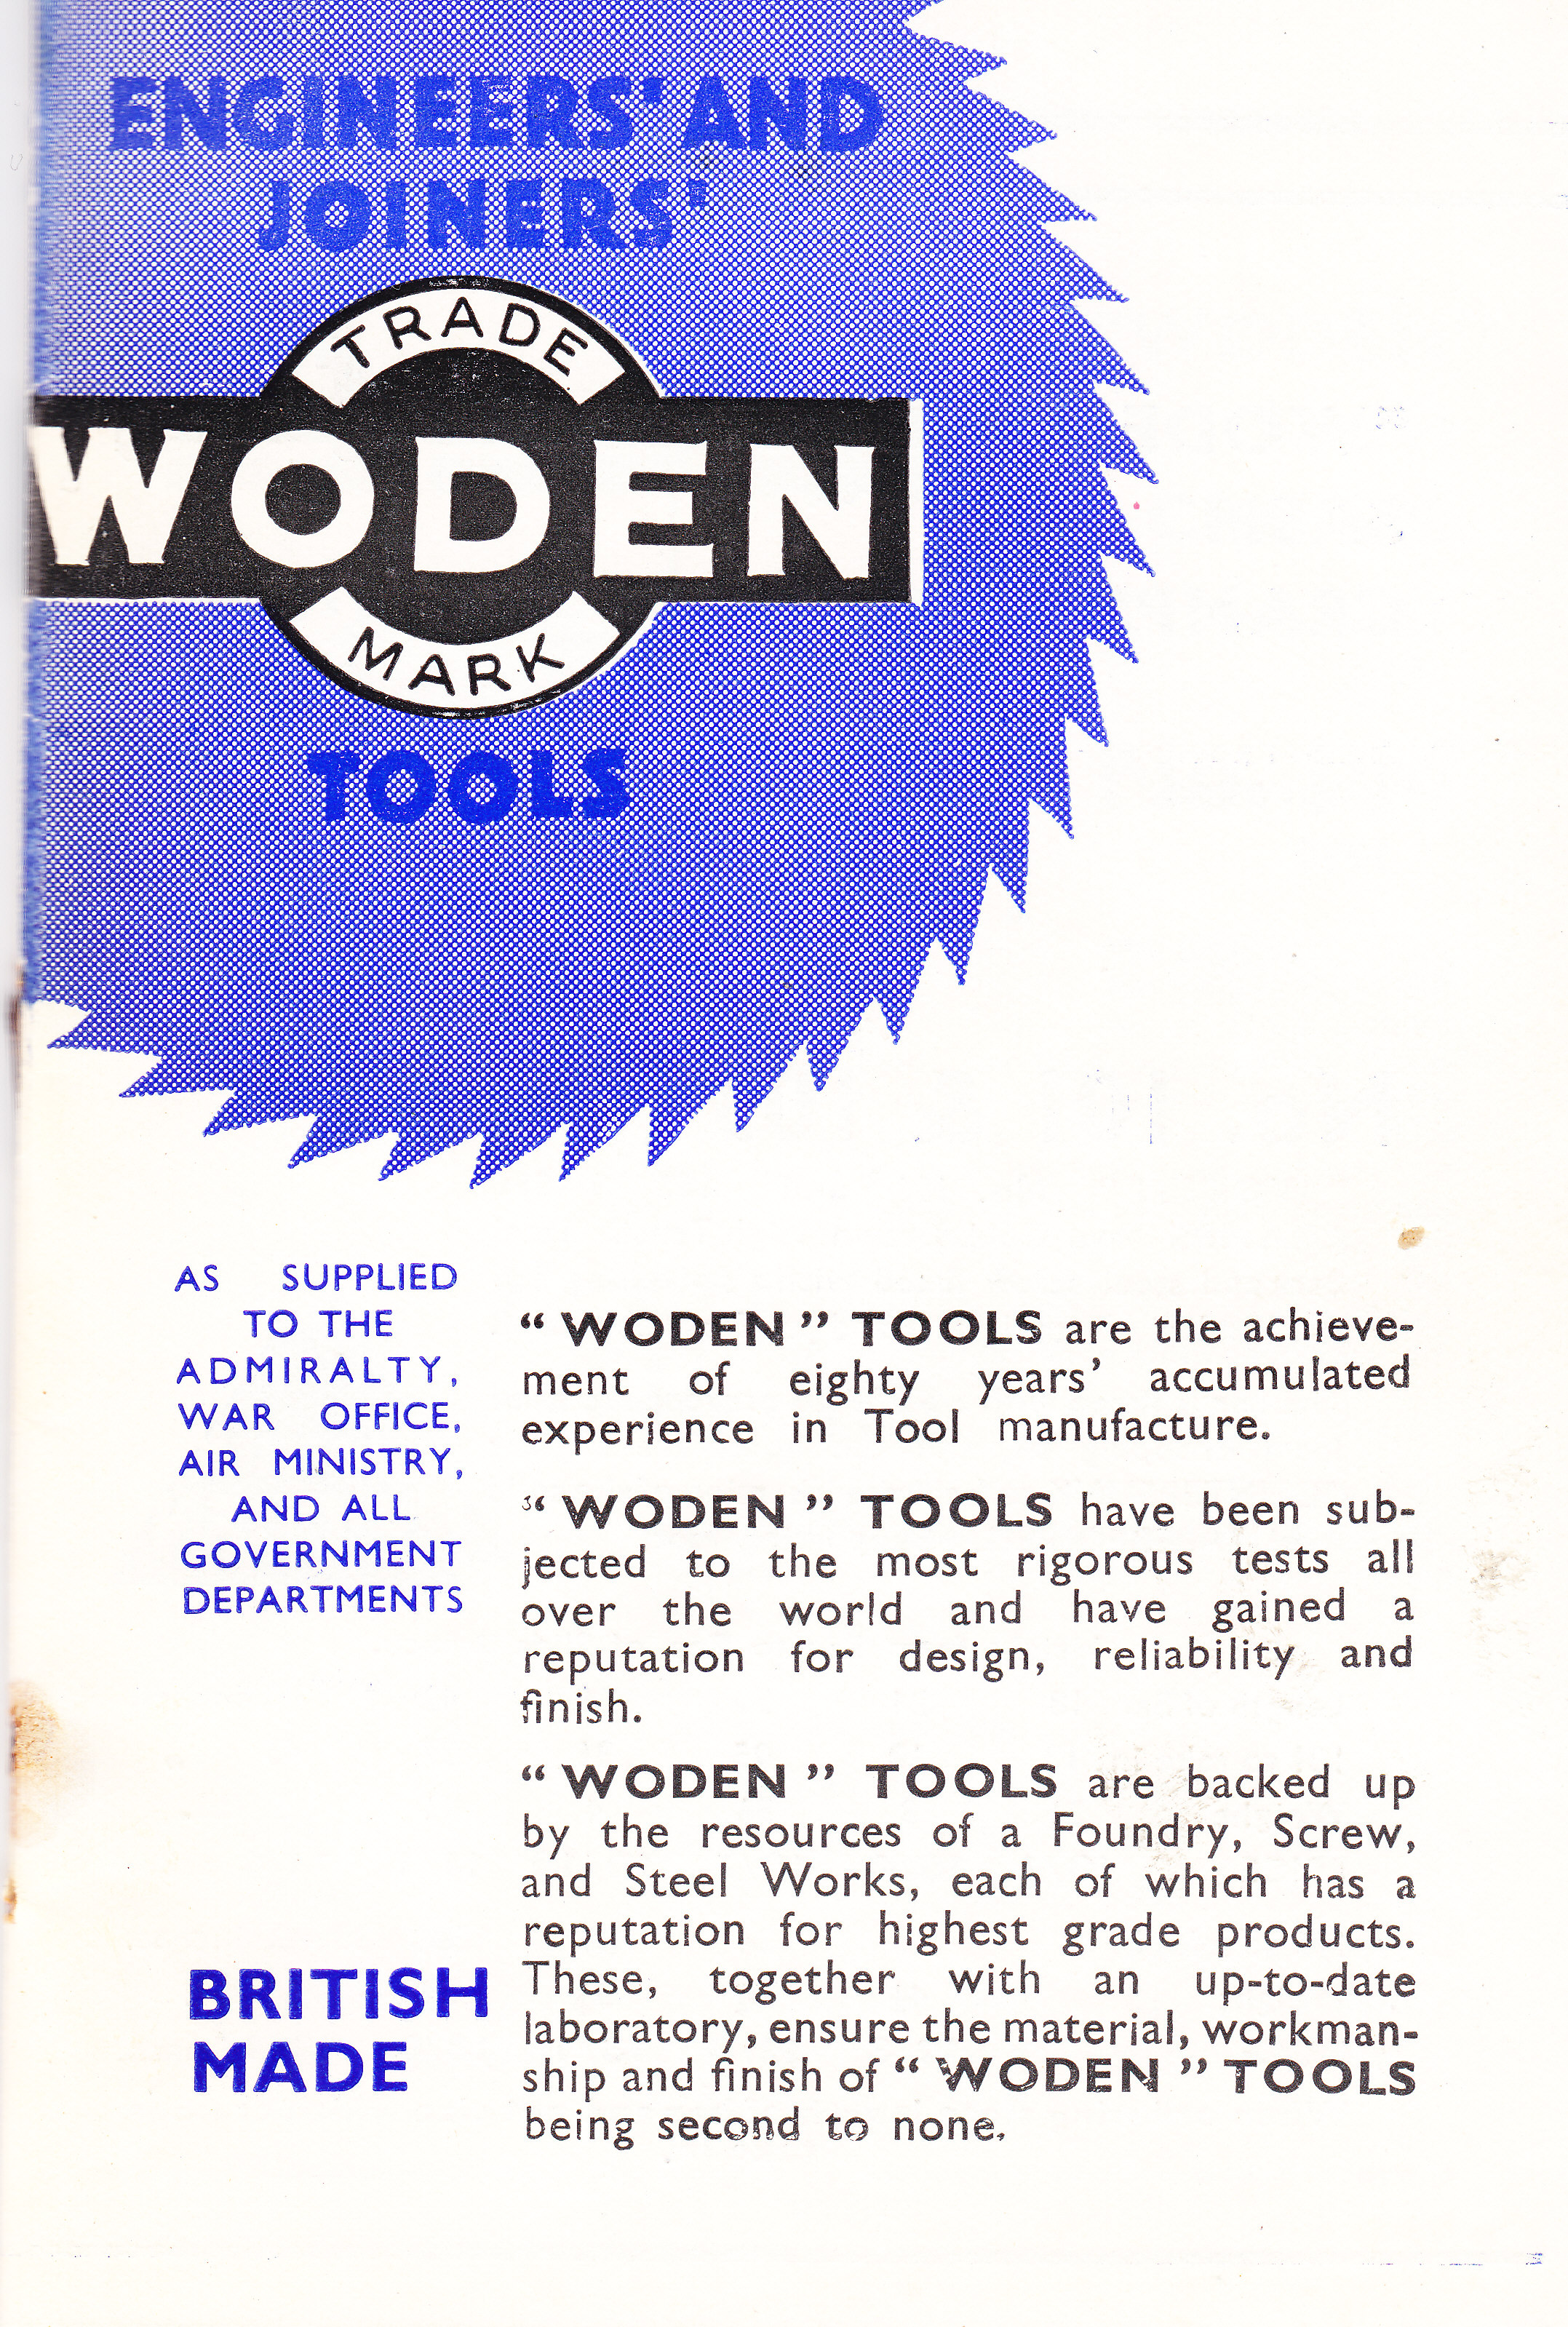 ENGINEERS' AND
JOINERS'
TRADE
WODEN
MARK
TOOLS
AS SUPPLIED
TO THE
ADMIRALTY,
WAR OFFICE,
AIR MINISTRY,
AND ALL
GOVERNMENT
DEPARTMENTS
BRITISH
MADE
“ WODEN ” TOOLS are the achieve-
ment of eighty years’ accumulated
experience in Tool manufacture.
“ WODEN ” TOOLS have been sub-
jected to the most rigorous tests all
over the world and have gained a
reputation for design, reliability and
finish.
“ WODEN ” TOOLS are backed up
by the resources of a Foundry, Screw,
and Steel Works, each of which has a
reputation for highest grade products.
These, together with an up-to-date
laboratory, ensure the material, workman-
ship and finish of “ WODEN ” TOOLS
being second to none.